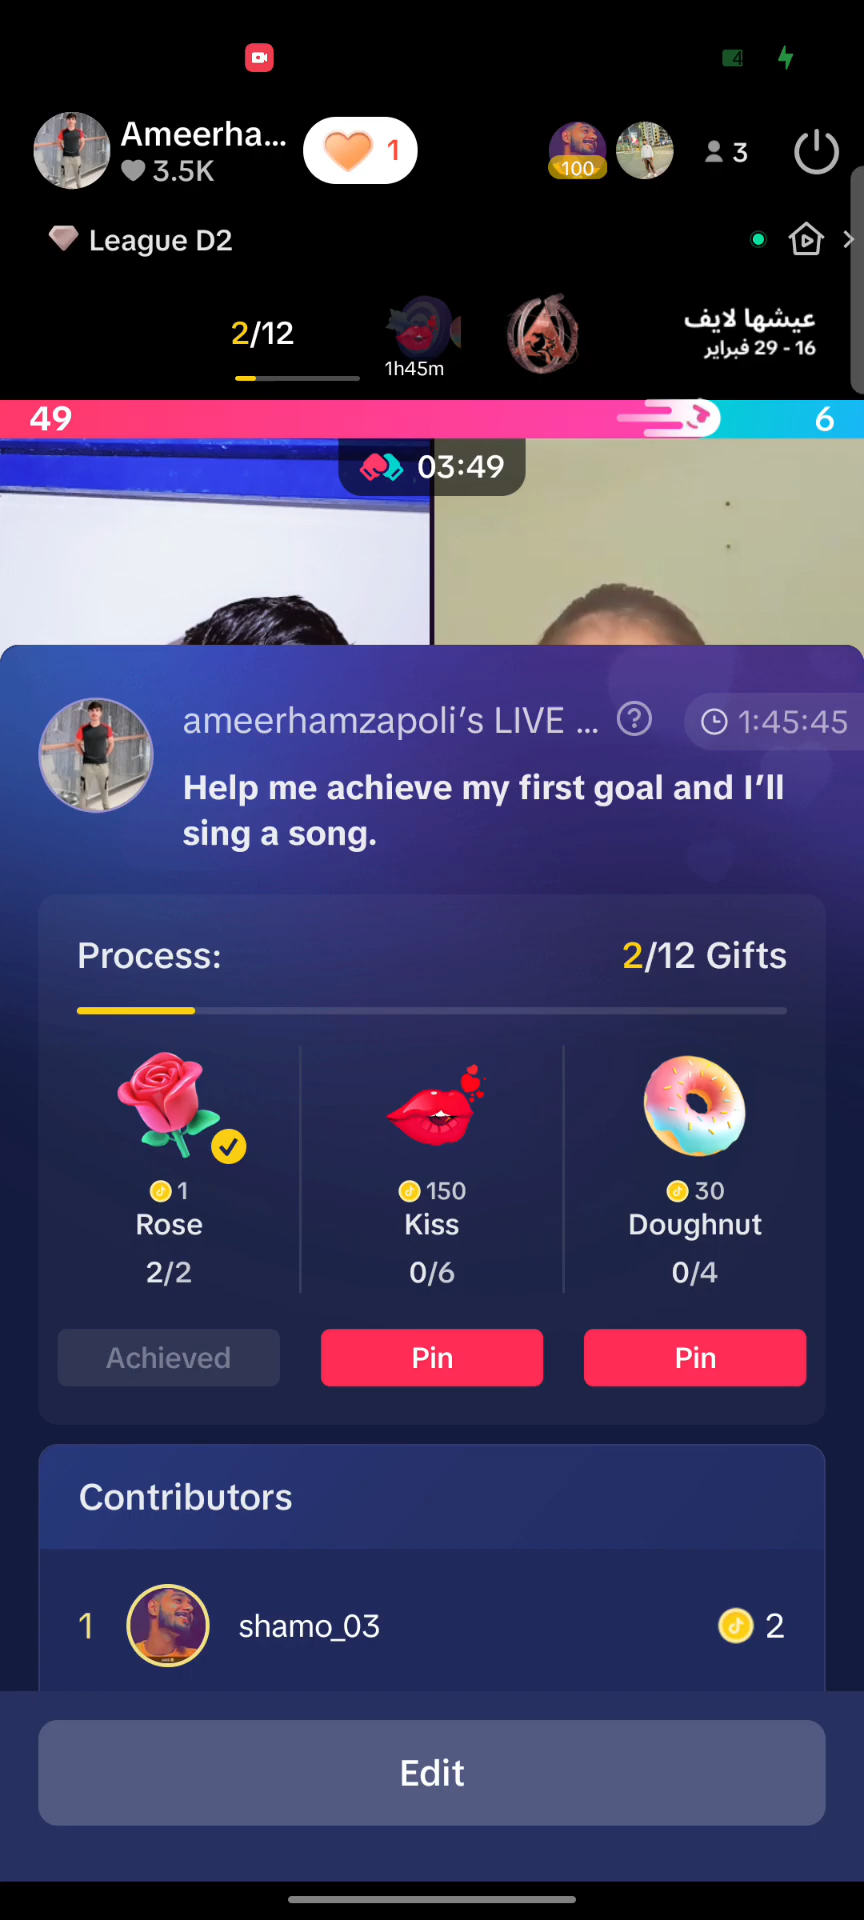 4
Ameerha...
1
3.5K
100
3
League D2
2/12
1h45m
عيشها لايف
16 - 29 فبراير
49
6
03:49
ameerhamzapoli's LIVE ...
1:45:45
Help me achieve my first goal and I'll
sing a song.
Process:
2/12 Gifts
1
150
30
Rose
Kiss
Doughnut
2/2
0/6
0/4
Achieved
Pin
Pin
Contributors
1
shamo_03
2
Edit